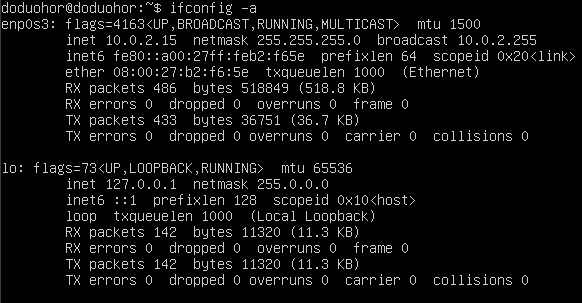 doduohor@doduohor:~$ ifconfig -a
enp0s3: flags=4163<UP,BROADCAST,RUNNING,MULTICAST>  mtu 1500
        inet 10.0.2.15  netmask 255.255.255.0  broadcast 10.0.2.255
        inet6 fe80::a00:27ff:feb2:f65e  prefixlen 64  scopeid 0x20<link>
        ether 08:00:27:b2:f6:5e  txqueuelen 1000  (Ethernet)
        RX packets 486  bytes 518849 (518.8 KB)
        RX errors 0  dropped 0  overruns 0  frame 0
        TX packets 433  bytes 36751 (36.7 KB)
        TX errors 0  dropped 0 overruns 0  carrier 0  collisions 0

lo: flags=73<UP,LOOPBACK,RUNNING>  mtu 65536
        inet 127.0.0.1  netmask 255.0.0.0
        inet6 ::1  prefixlen 128  scopeid 0x10<host>
        loop  txqueuelen 1000  (Local Loopback)
        RX packets 142  bytes 11320 (11.3 KB)
        RX errors 0  dropped 0  overruns 0  frame 0
        TX packets 142  bytes 11320 (11.3 KB)
        TX errors 0  dropped 0 overruns 0  carrier 0  collisions 0